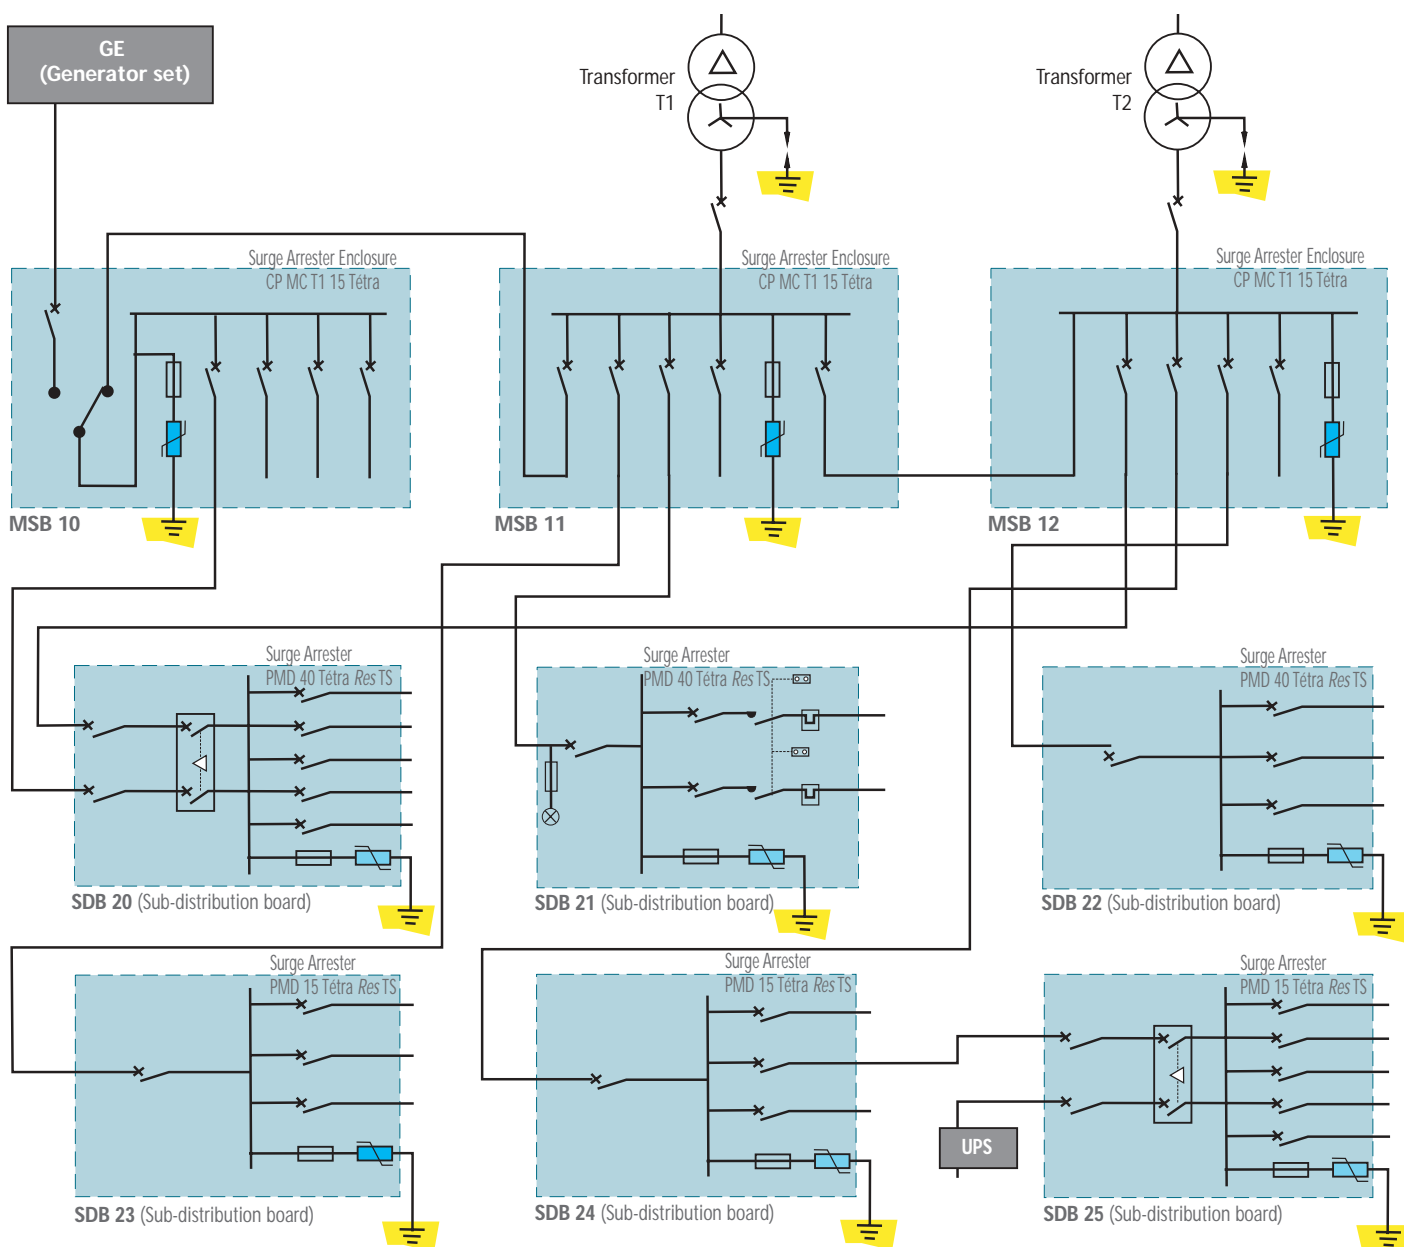 GE
(Generator set)
Transformer
T1
Transformer
T2
Surge Arrester Enclosure
CP MC T1 15 Tétra
Surge Arrester Enclosure
CP MC T1 15 Tétra
Surge Arrester Enclosure
CP MC T1 15 Tétra
MSB 10
MSB 11
MSB 12
Surge Arrester
PMD 40 Tétra Res TS
Surge Arrester
PMD 40 Tétra Res TS
Surge Arrester
PMD 40 Tétra Res TS
SDB 20 (Sub-distribution board)
SDB 21 (Sub-distribution board)
SDB 22 (Sub-distribution board)
Surge Arrester
PMD 15 Tétra Res TS
Surge Arrester
PMD 15 Tétra Res TS
Surge Arrester
PMD 15 Tétra Res TS
UPS
SDB 23 (Sub-distribution board)
SDB 24 (Sub-distribution board)
SDB 25 (Sub-distribution board)